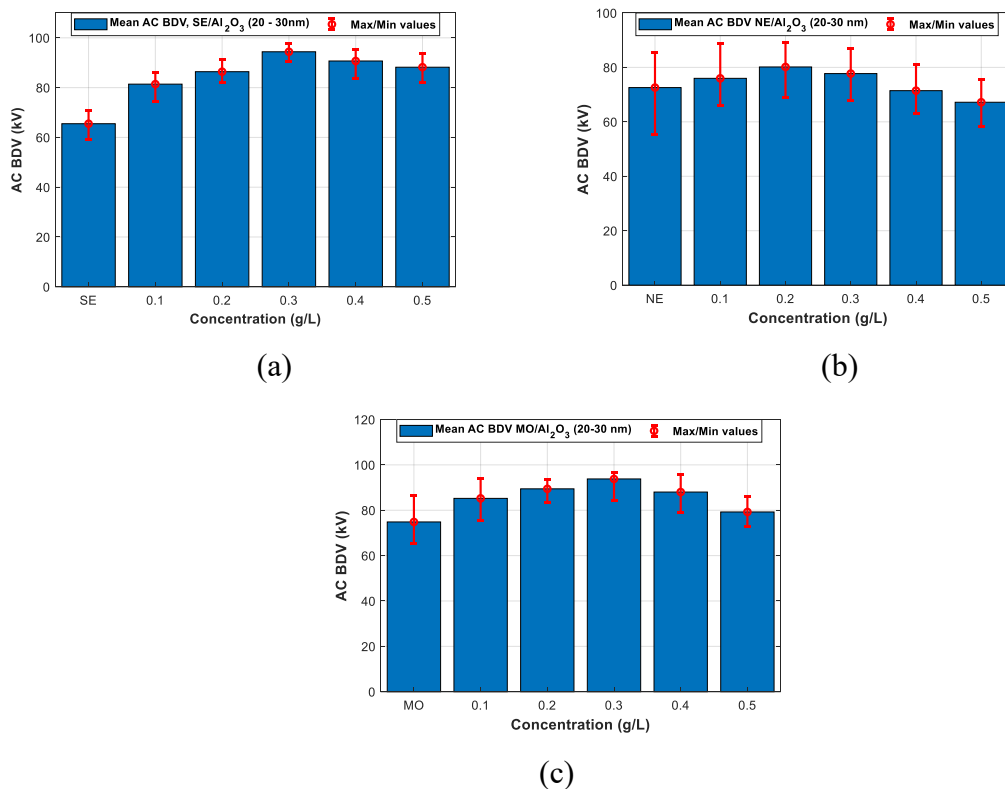 Mean AC BDV, SE/Al₂O₃ (20 - 30nm) Max/Min values
100
80
60
40
20
0
AC BDV (kV)
SE 0.1 0.2 0.3 0.4 0.5
Concentration (g/L)
(a)
Mean AC BDV NE/Al₂O₃ (20-30 nm) Max/Min values
100
80
60
40
20
0
AC BDV (kV)
NE 0.1 0.2 0.3 0.4 0.5
Concentration (g/L)
(b)
Mean AC BDV MO/Al₂O₃ (20-30 nm) Max/Min values
120
100
80
60
40
20
0
AC BDV (kV)
MO 0.1 0.2 0.3 0.4 0.5
Concentration (g/L)
(c)